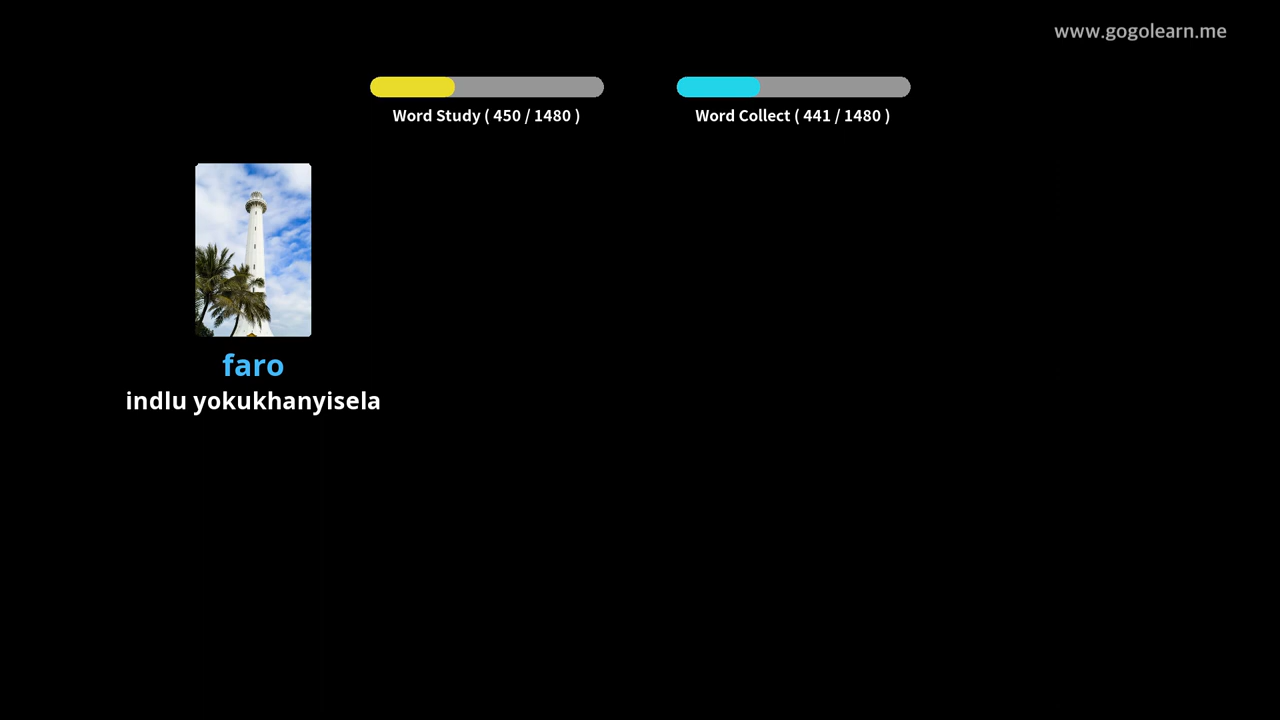 www.gogolearn.me
Word Study ( 450 / 1480 )
Word Collect ( 441 / 1480 )
faro
indlu yokukhanyisela